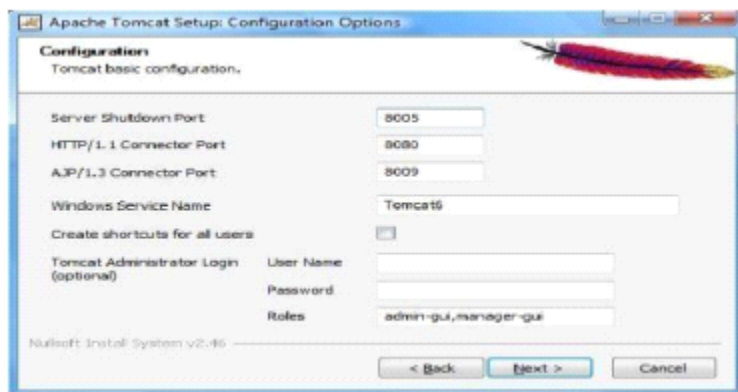 Apache Tomcat Setup: Configuration Options
Configuration
Tomcat basic configuration.
Server Shutdown Port 8005
HTTP/1.1 Connector Port 8080
AJP/1.3 Connector Port 8009
Windows Service Name Tomcat6
Create shortcuts for all users
Tomcat Administrator Login (optional)
User Name
Password
Roles admin-gui,manager-gui
Nullsoft Install System v2.46
< Back
Next >
Cancel